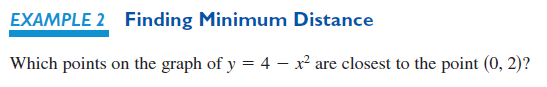 EXAMPLE 2 Finding Minimum Distance
Which points on the graph of y = 4 − x² are closest to the point (0, 2)?